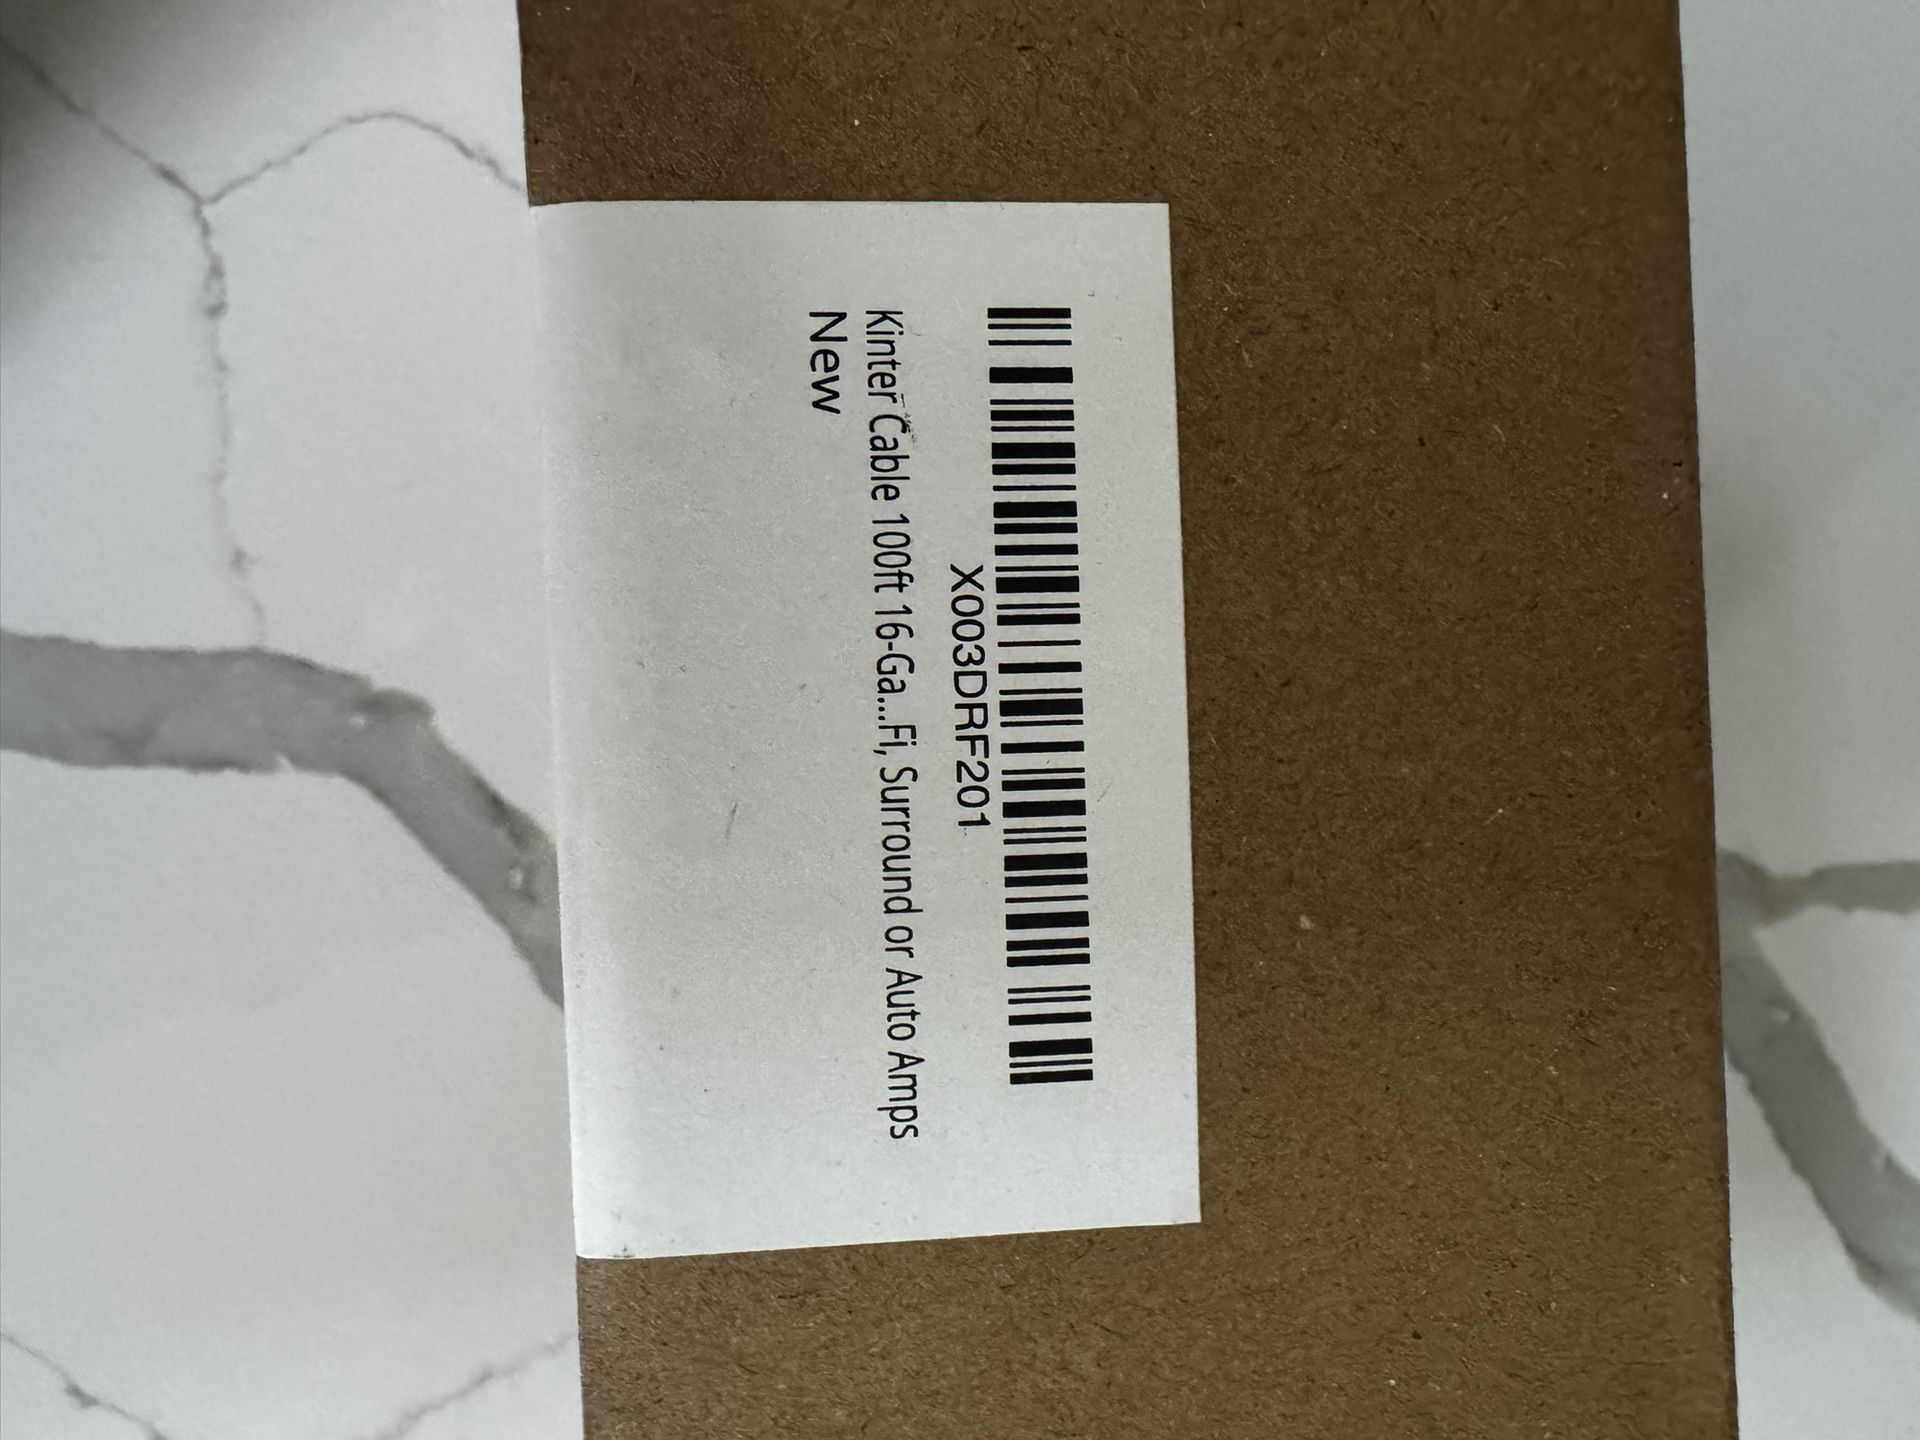 X003DRF201
Kinter Cable 100ft 16-Ga...Fi, Surround or Auto Amps
New